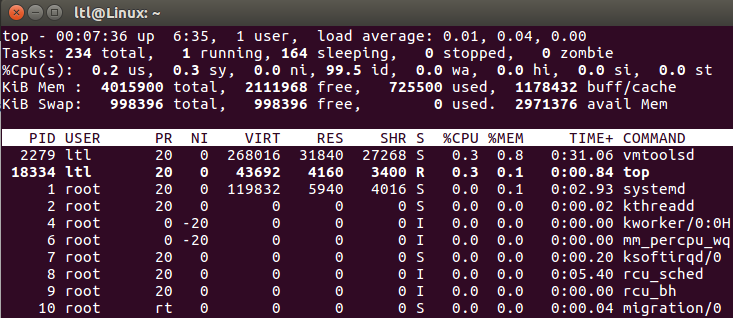 ltl@Linux: ~
top - 00:07:36 up  6:35,  1 user,  load average: 0.01, 0.04, 0.00
Tasks: 234 total,   1 running, 164 sleeping,   0 stopped,   0 zombie
%Cpu(s):  0.2 us,  0.3 sy,  0.0 ni, 99.5 id,  0.0 wa,  0.0 hi,  0.0 si,  0.0 st
KiB Mem :  4015900 total,  2111968 free,   725500 used,  1178432 buff/cache
KiB Swap:   998396 total,   998396 free,        0 used.  2971376 avail Mem
  PID USER      PR  NI    VIRT    RES    SHR S  %CPU %MEM     TIME+ COMMAND
 2279 ltl       20   0  268016  31840  27268 S   0.3  0.8   0:31.06 vmtoolsd
18334 ltl       20   0   43692   4160   3400 R   0.3  0.1   0:00.84 top
    1 root      20   0  119832   5940   4016 S   0.0  0.1   0:02.93 systemd
    2 root      20   0       0      0      0 S   0.0  0.0   0:00.02 kthreadd
    4 root       0 -20       0      0      0 I   0.0  0.0   0:00.00 kworker/0:0H
    6 root       0 -20       0      0      0 I   0.0  0.0   0:00.00 mm_percpu_wq
    7 root      20   0       0      0      0 S   0.0  0.0   0:00.20 ksoftirqd/0
    8 root      20   0       0      0      0 I   0.0  0.0   0:05.40 rcu_sched
    9 root      20   0       0      0      0 I   0.0  0.0   0:00.00 rcu_bh
   10 root      rt   0       0      0      0 S   0.0  0.0   0:00.04 migration/0